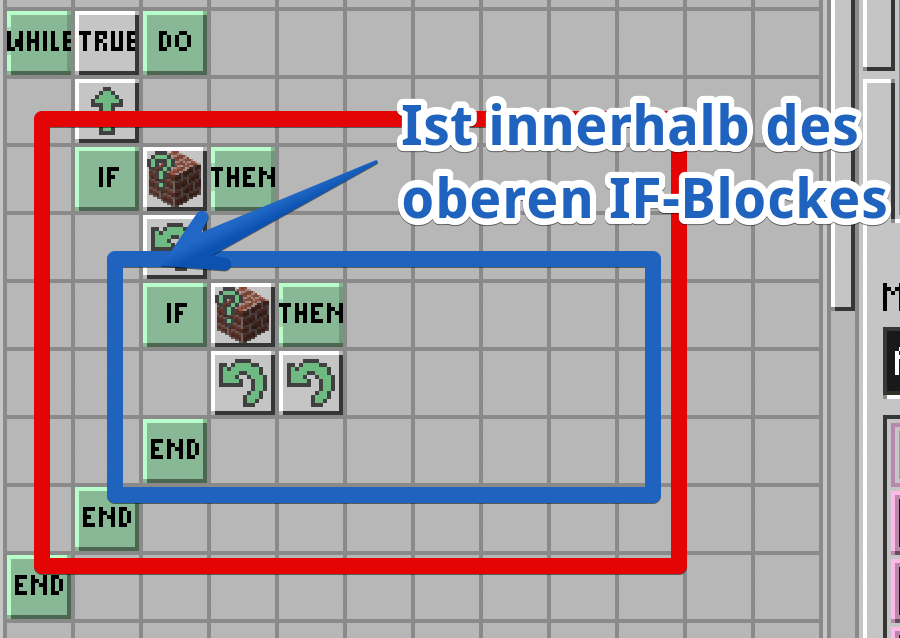 WHILE TRUE DO
Ist innerhalb des
IF THEN
oberen IF-Blockes
IF THEN
END
END
END